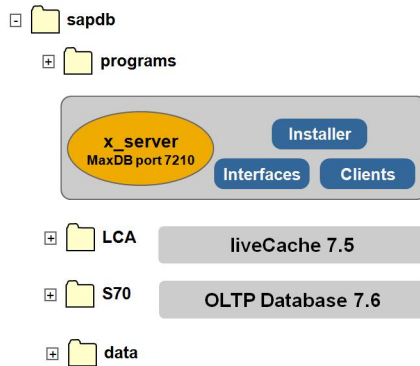 sapdb
programs
x_server
MaxDB port 7210
Installer
Interfaces
Clients
LCA
liveCache 7.5
S70
OLTP Database 7.6
data